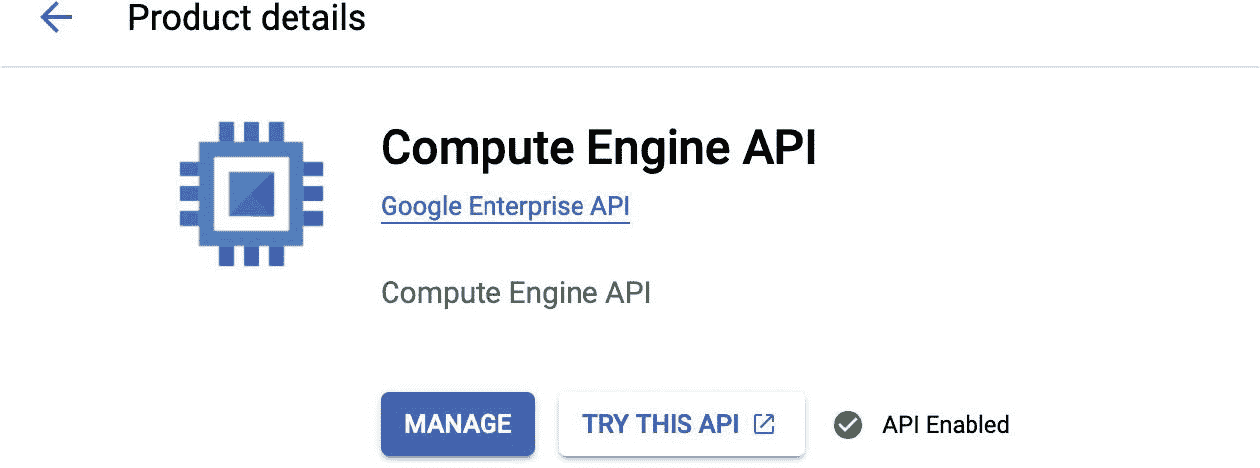 Product details
Compute Engine API
Google Enterprise API
Compute Engine API
MANAGE TRY THIS API API Enabled